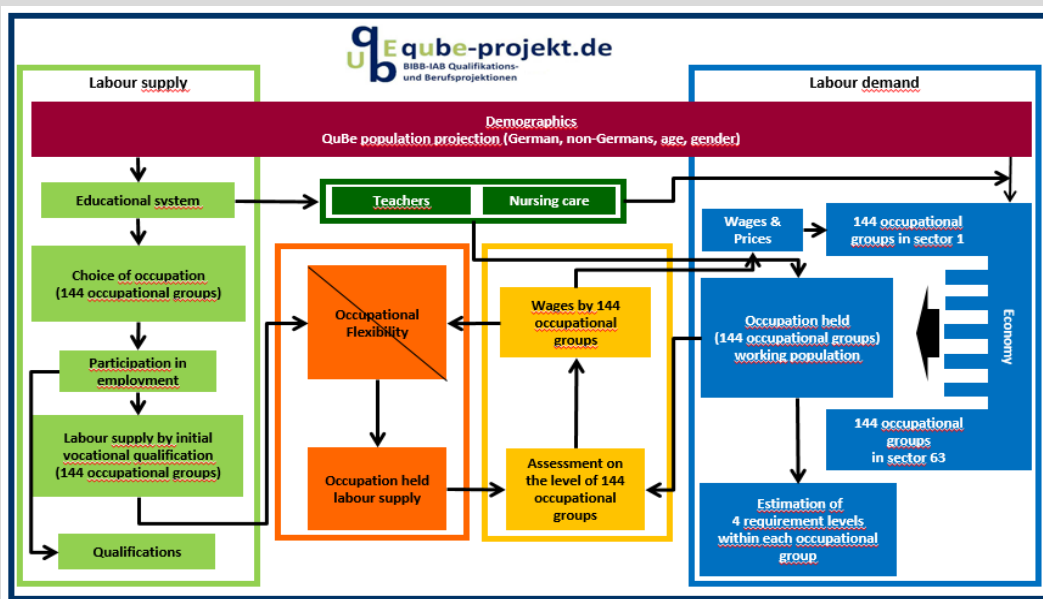 qube
qube-projekt.de
BIBB-IAB Qualifikations-
und Berufsprojektionen
Labour supply
Labour demand
Demographics
QuBe population projection (German, non-Germans, age, gender)
Educational system
Teachers
Nursing care
Wages &
Prices
144 occupational
groups in sector 1
Choice of occupation
(144 occupational groups)
Occupational
Flexibility
Wages by 144
occupational
groups
Occupation held
(144 occupational groups)
working population
Economy
Participation in
employment
Labour supply by initial
vocational qualification
(144 occupational groups)
Occupation held
labour supply
Assessment on
the level of 144
occupational
groups
144 occupational
groups
in sector 63
Qualifications
Estimation of
4 requirement levels
within each occupational
group